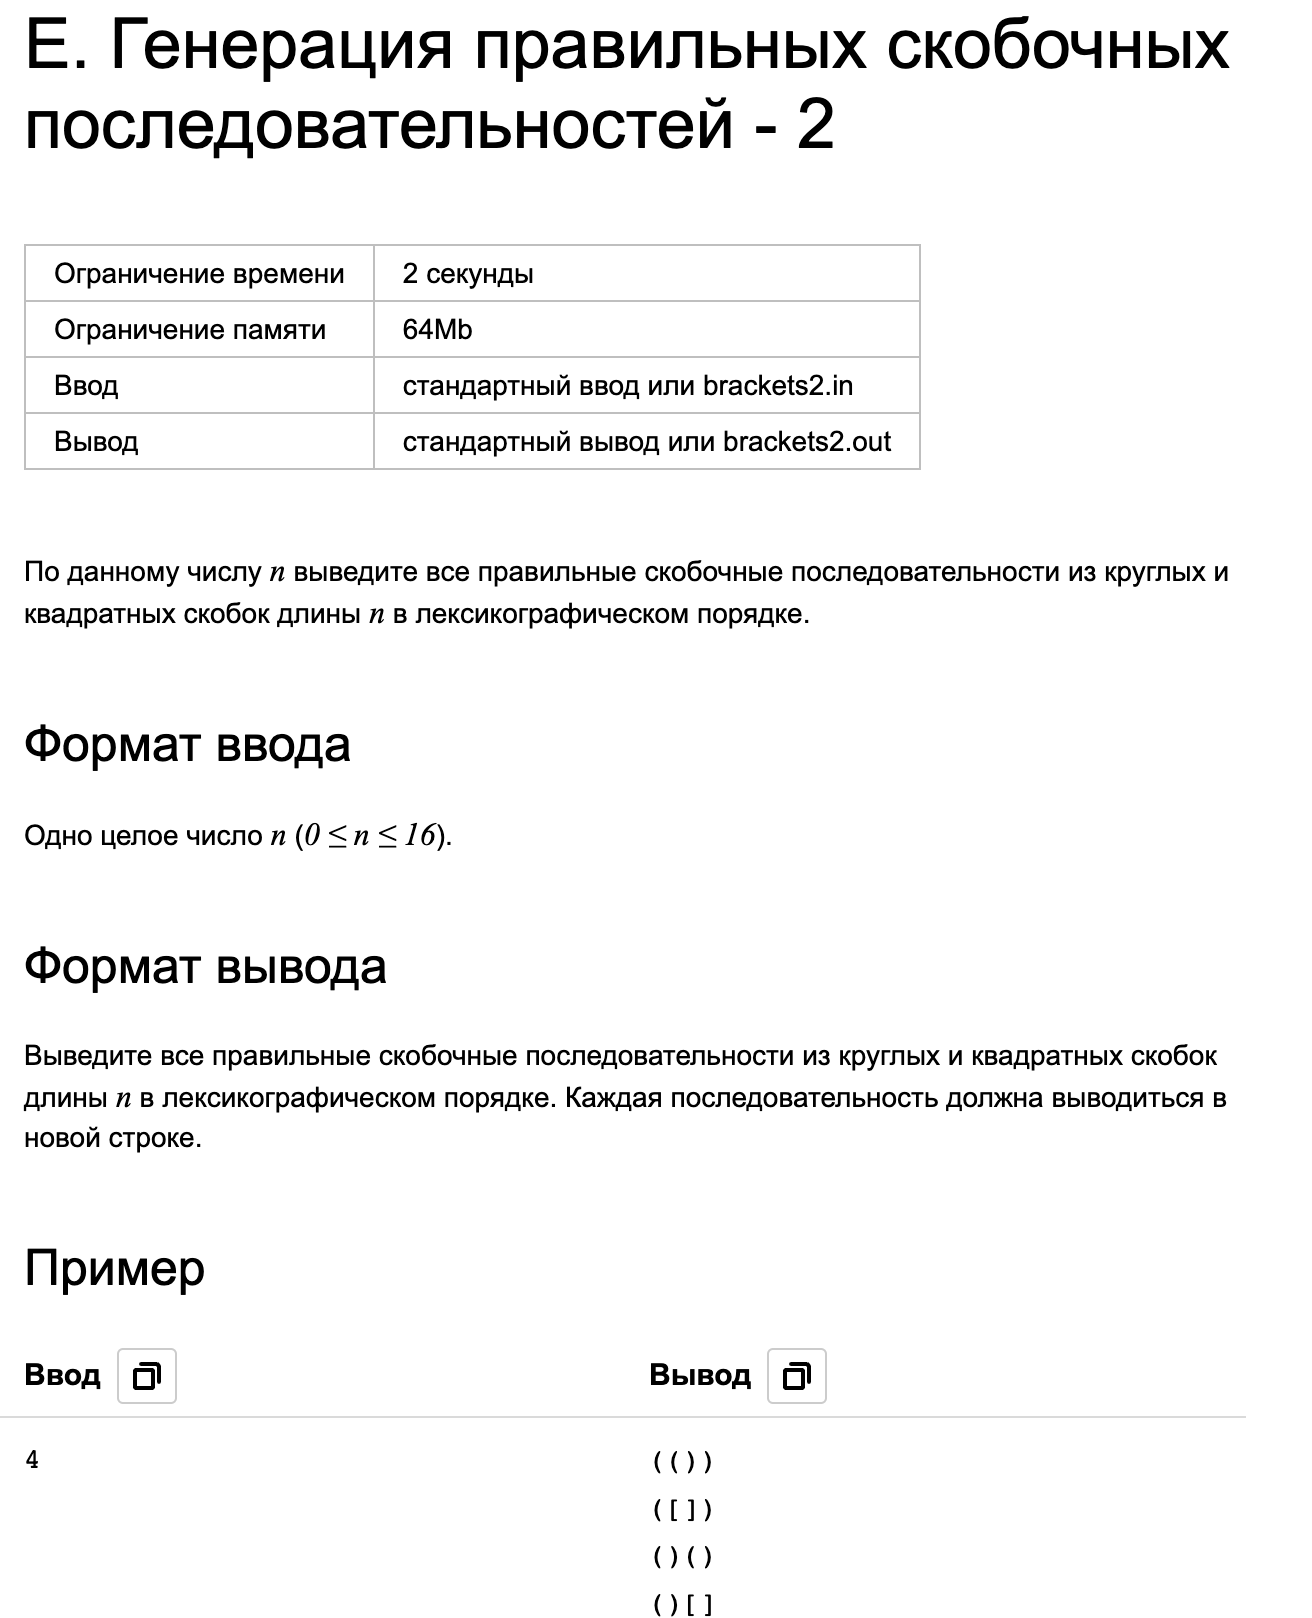 E. Генерация правильных скобочных
последовательностей - 2
Ограничение времени 2 секунды
Ограничение памяти 64Mb
Ввод стандартный ввод или brackets2.in
Вывод стандартный вывод или brackets2.out
По данному числу n выведите все правильные скобочные последовательности из круглых и
квадратных скобок длины n в лексикографическом порядке.
Формат ввода
Одно целое число n (0 ≤ n ≤ 16).
Формат вывода
Выведите все правильные скобочные последовательности из круглых и квадратных скобок
длины n в лексикографическом порядке. Каждая последовательность должна выводиться в
новой строке.
Пример
Ввод Вывод
4 (())
([])
()()
()[]